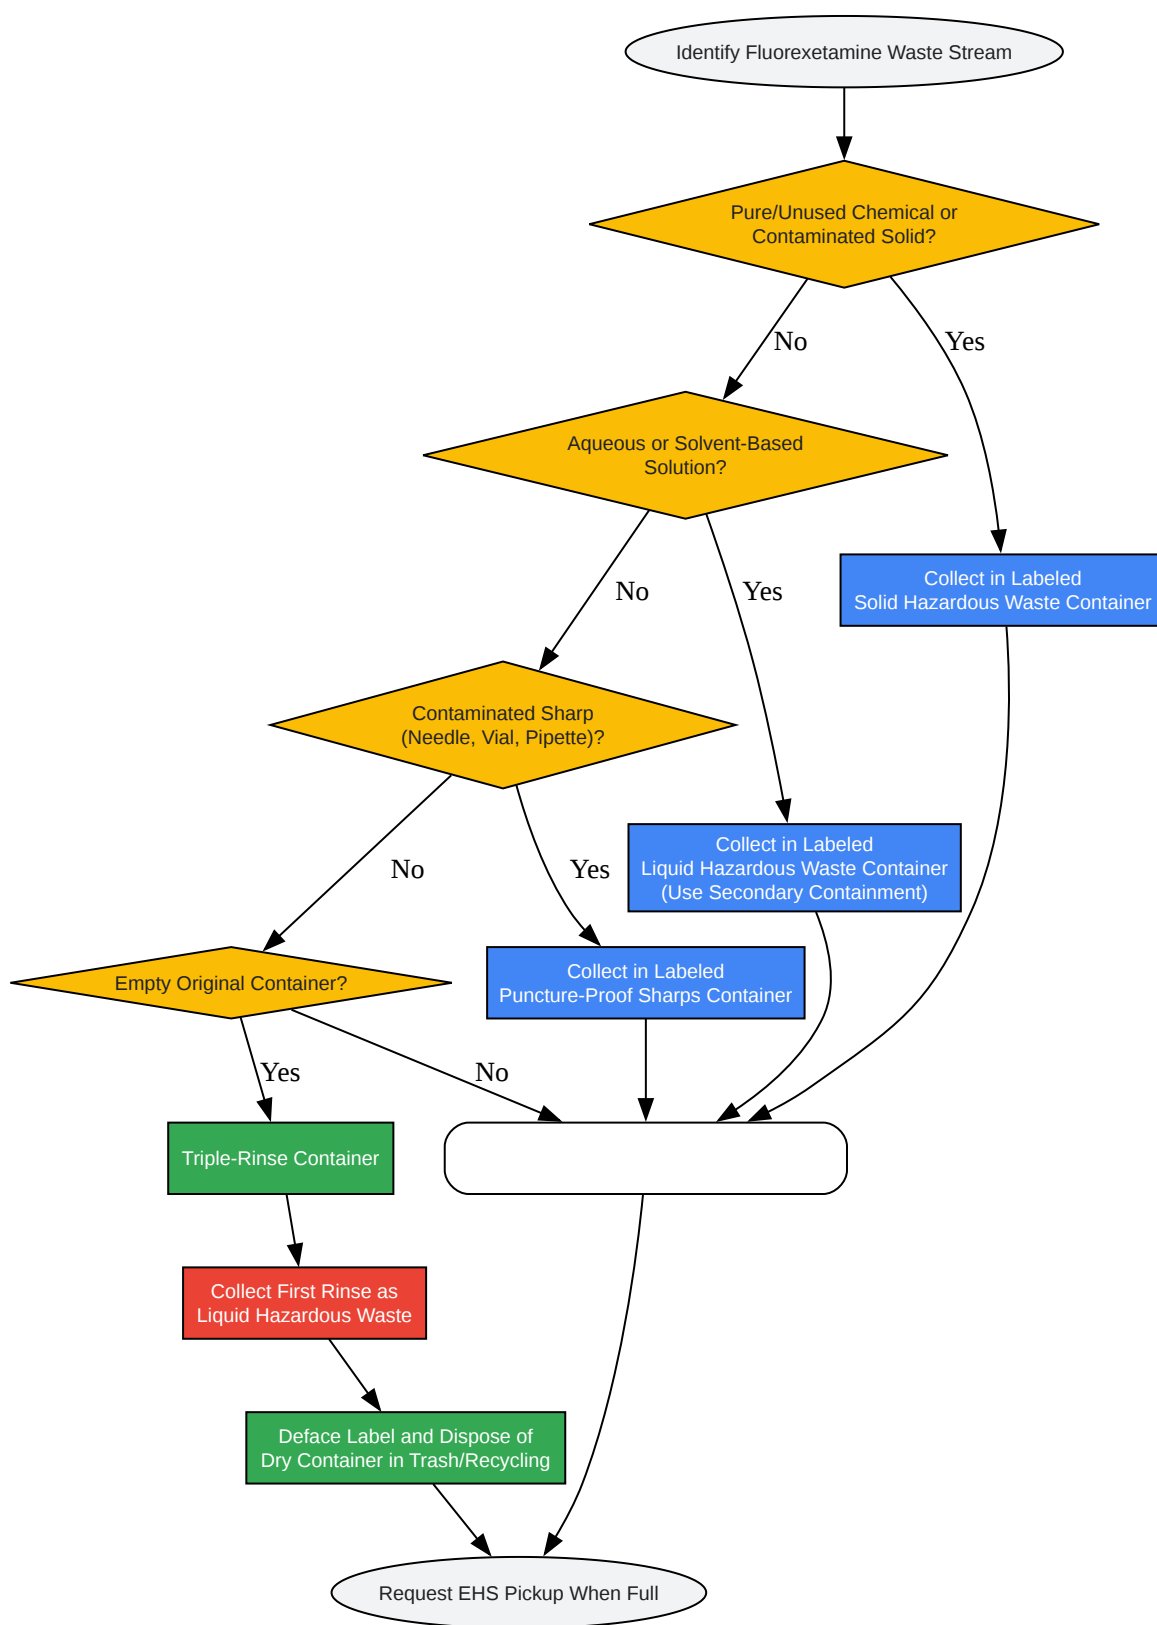 Identify Fluorexetamine Waste Stream
Pure/Unused Chemical or
Contaminated Solid?
No
Yes
Aqueous or Solvent-Based
Solution?
No
Yes
Collect in Labeled
Solid Hazardous Waste Container
Contaminated Sharp
(Needle, Vial, Pipette)?
No
Yes
Collect in Labeled
Liquid Hazardous Waste Container
(Use Secondary Containment)
Empty Original Container?
Collect in Labeled
Puncture-Proof Sharps Container
Yes
No
Triple-Rinse Container
Collect First Rinse as
Liquid Hazardous Waste
Deface Label and Dispose of
Dry Container in Trash/Recycling
Request EHS Pickup When Full